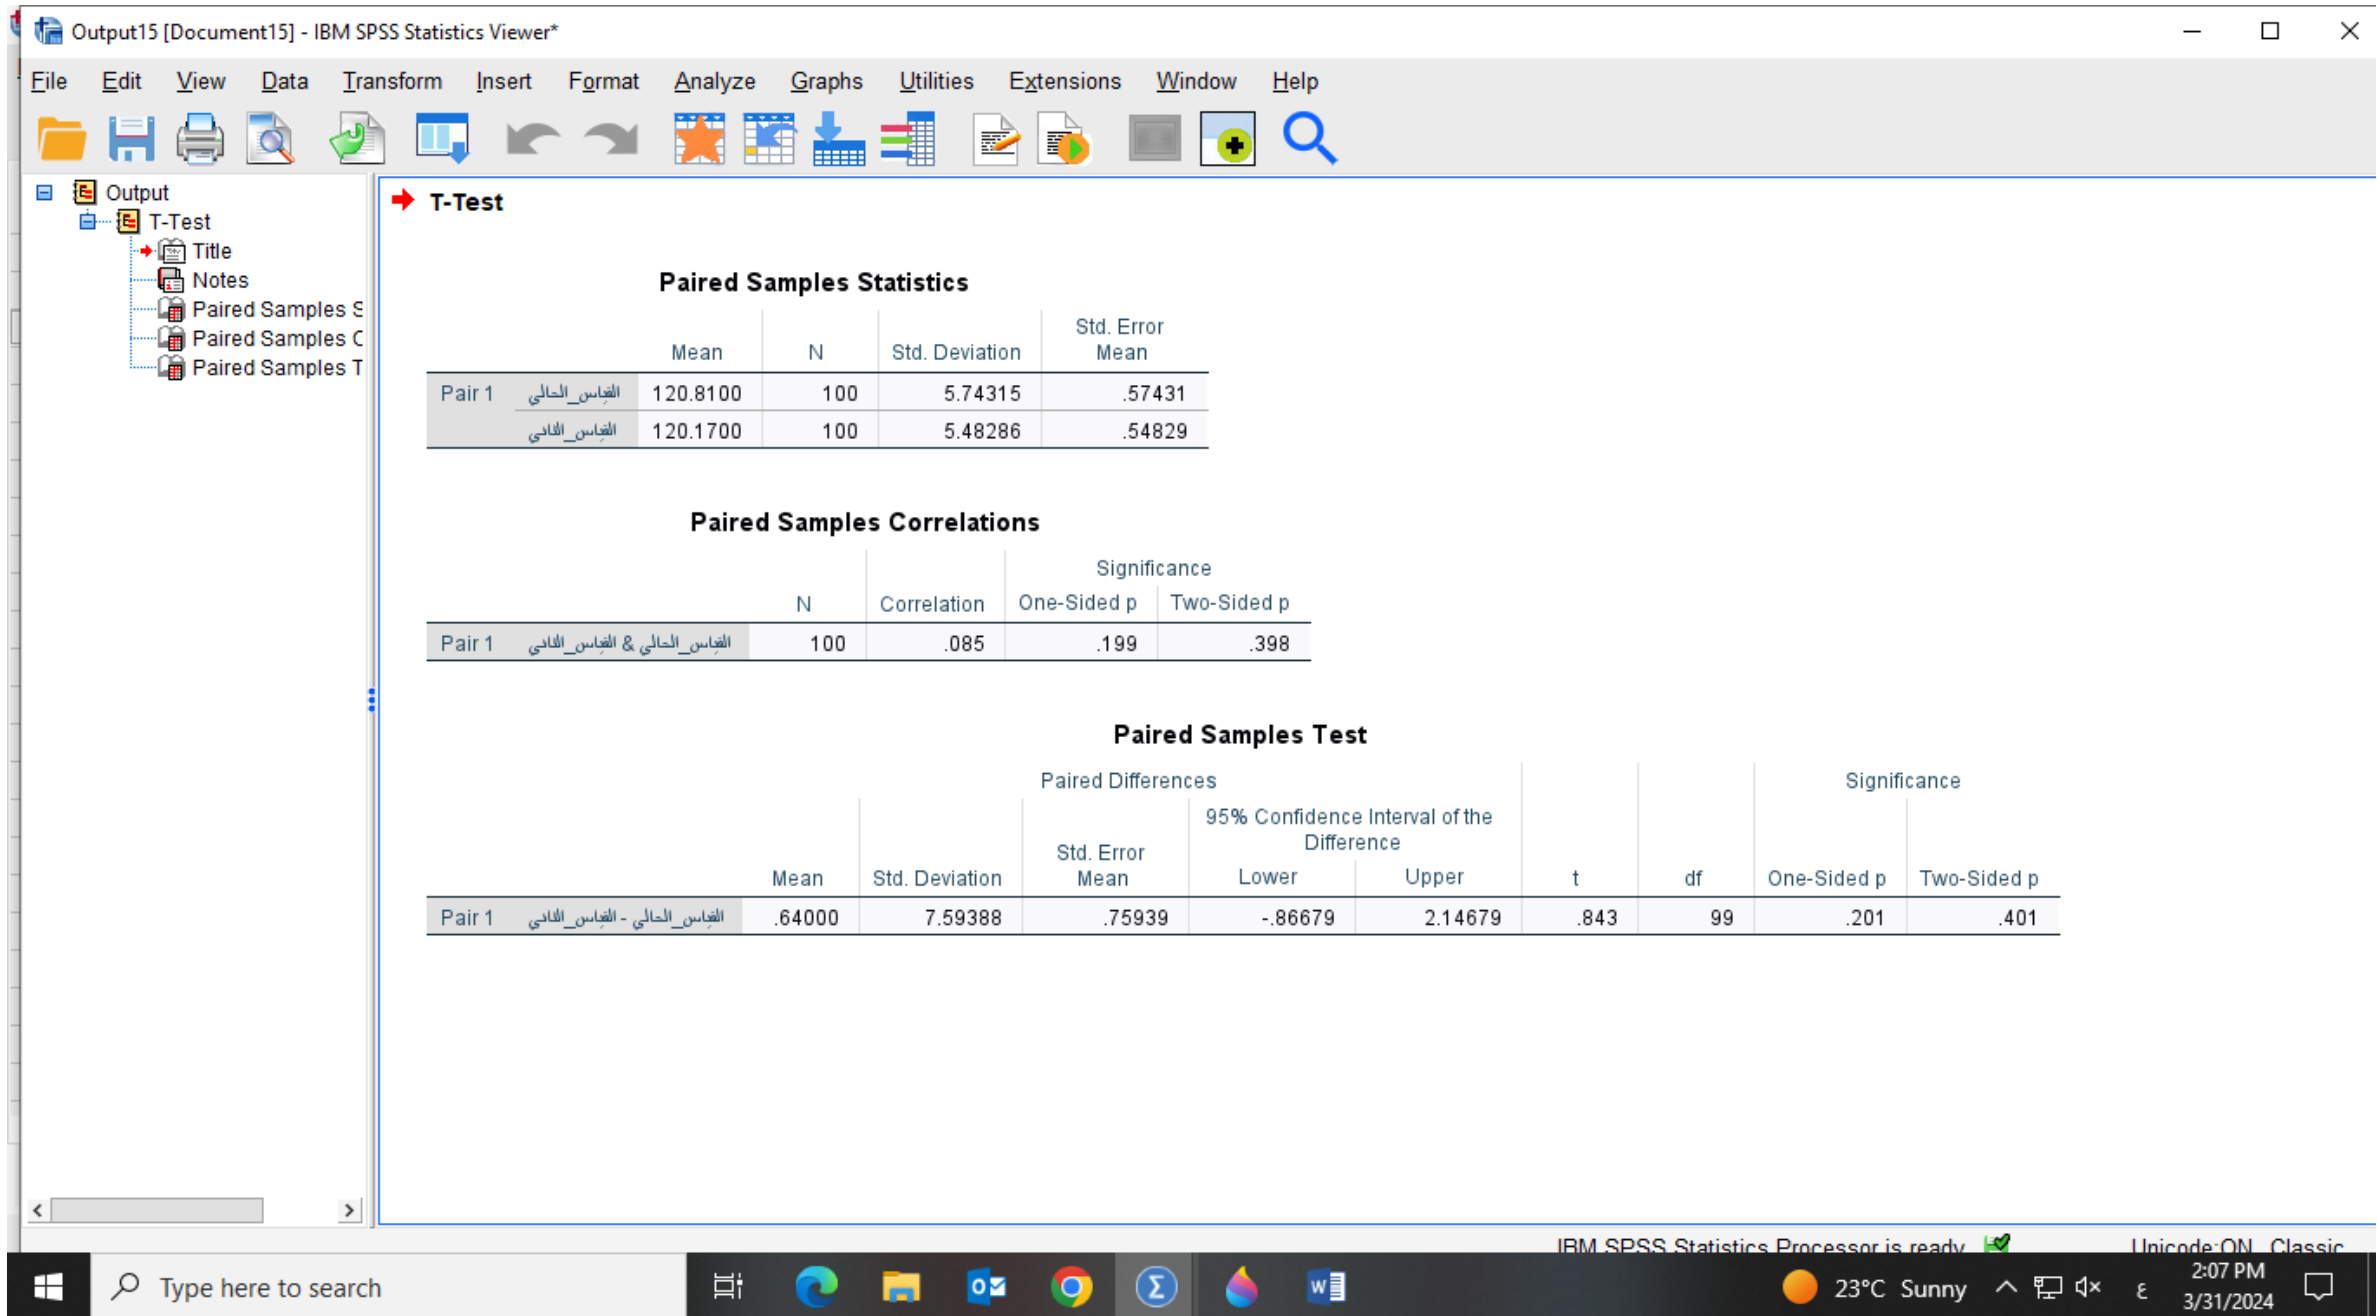 Output15 [Document15] - IBM SPSS Statistics Viewer*
File Edit View Data Transform Insert Format Analyze Graphs Utilities Extensions Window Help
Output
T-Test
Title
Notes
Paired Samples S
Paired Samples C
Paired Samples T
T-Test
Paired Samples Statistics
Mean N Std. Deviation Std. Error Mean
Pair 1 القياس_الحالي 120.8100 100 5.74315 .57431
القياس_الثاني 120.1700 100 5.48286 .54829
Paired Samples Correlations
Significance
N Correlation One-Sided p Two-Sided p
Pair 1 القياس_الحالي & القياس_الثاني 100 .085 .199 .398
Paired Samples Test
Paired Differences Significance
95% Confidence Interval of the Difference
Mean Std. Deviation Std. Error Mean Lower Upper t df One-Sided p Two-Sided p
Pair 1 القياس_الحالي - القياس_الثاني .64000 7.59388 .75939 -.86679 2.14679 .843 99 .201 .401
IBM SPSS Statistics Processor is ready Unicode:ON Classic
Type here to search
23°C Sunny
ع
2:07 PM
3/31/2024